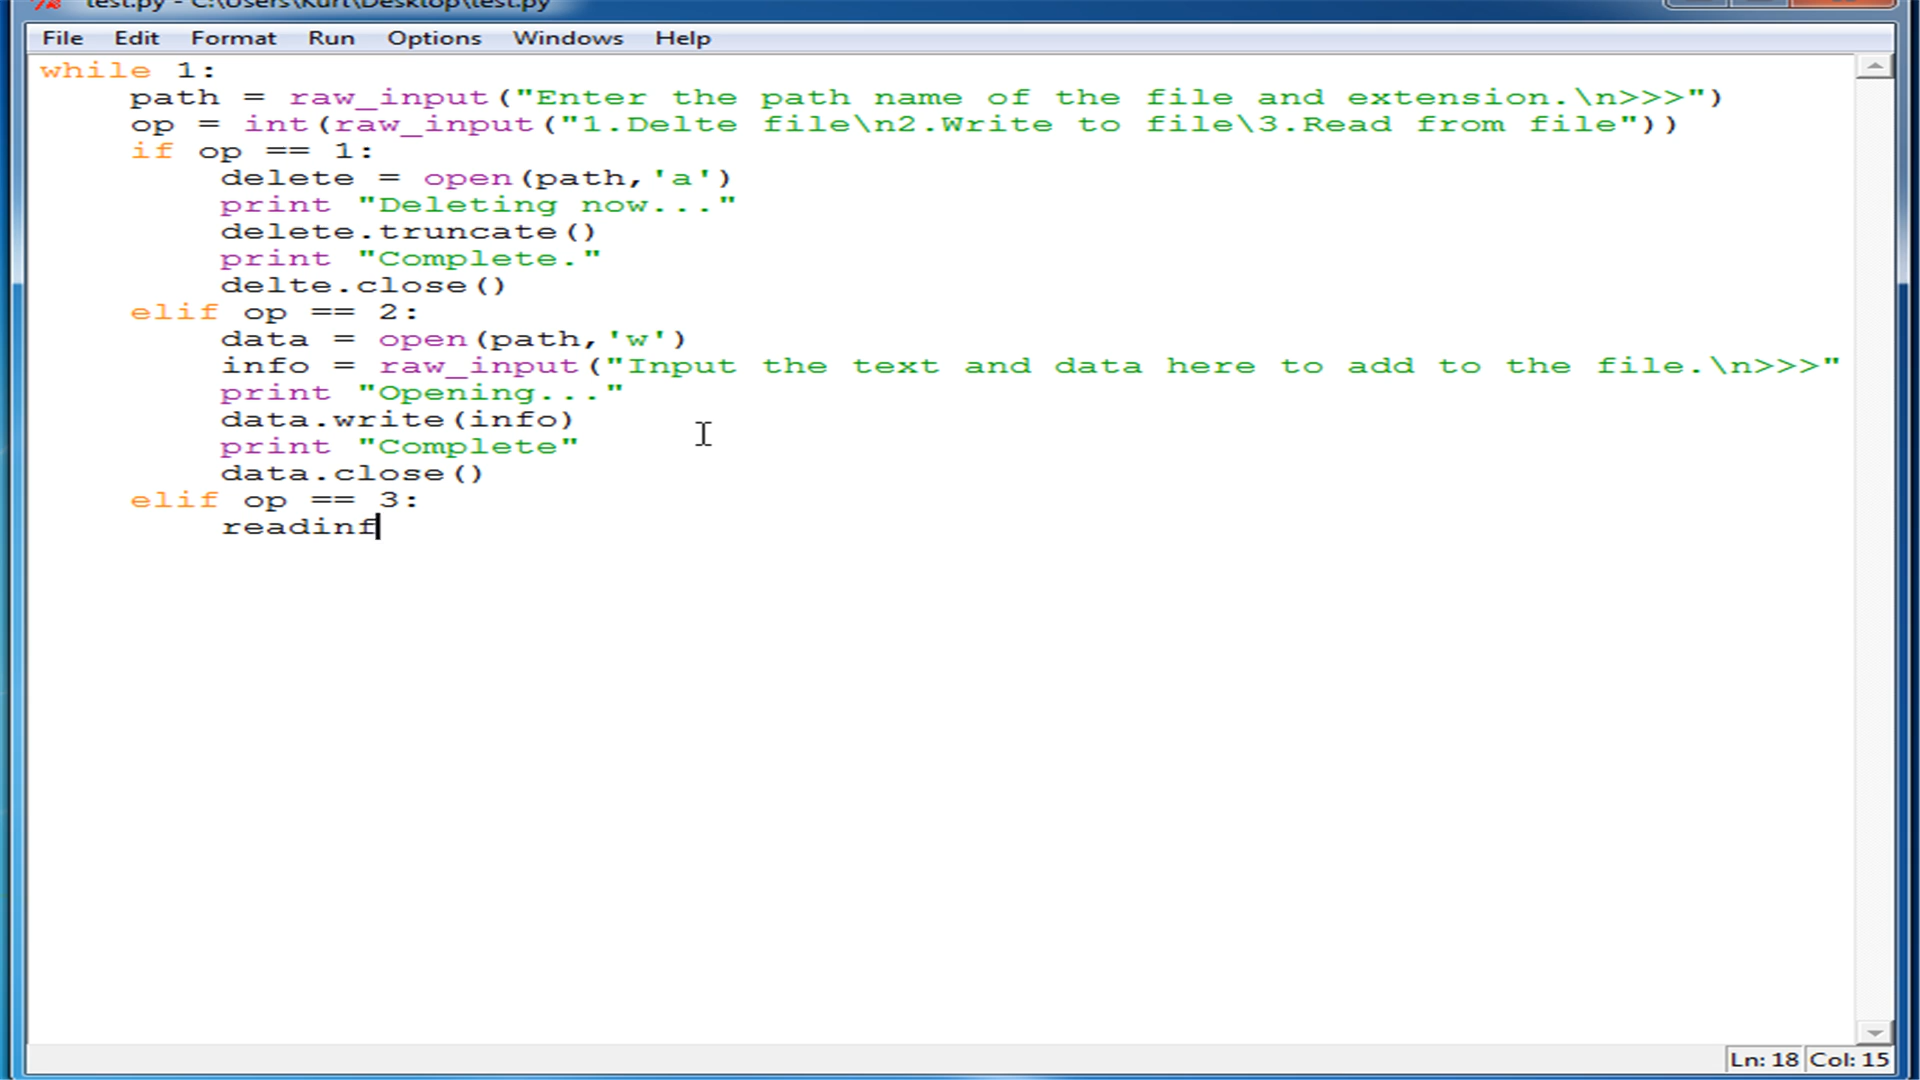 test.py - C:\Users\Kurt\Desktop\test.py
File Edit Format Run Options Windows Help
while 1:
    path = raw_input("Enter the path name of the file and extension.\n>>>")
    op = int(raw_input("1.Delte file\n2.Write to file\3.Read from file"))
    if op == 1:
        delete = open(path,'a')
        print "Deleting now..."
        delete.truncate()
        print "Complete."
        delte.close()
    elif op == 2:
        data = open(path,'w')
        info = raw_input("Input the text and data here to add to the file.\n>>>"
        print "Opening..."
        data.write(info)
        print "Complete"
        data.close()
    elif op == 3:
        readinf
Ln: 18 Col: 15